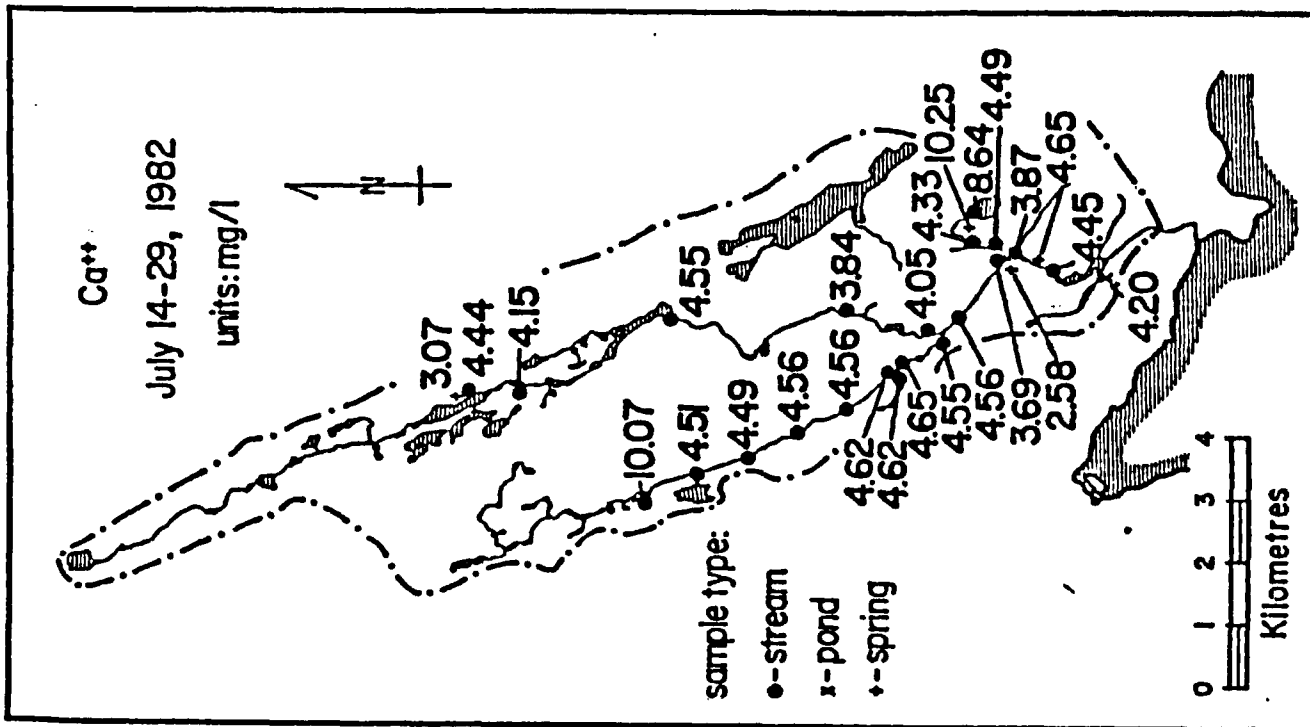 Ca++
July 14-29, 1982
units:mg/l
N
3.07
4.44
4.15
4.55
10.07
4.51
4.49
4.56
4.56
3.84
4.05
4.33
10.25
8.64
4.49
3.87
4.65
4.45
4.20
4.62
4.62
4.65
4.55
4.56
3.69
2.58
sample type:
●-stream
x-pond
+-spring
0 1 2 3 4
Kilometres